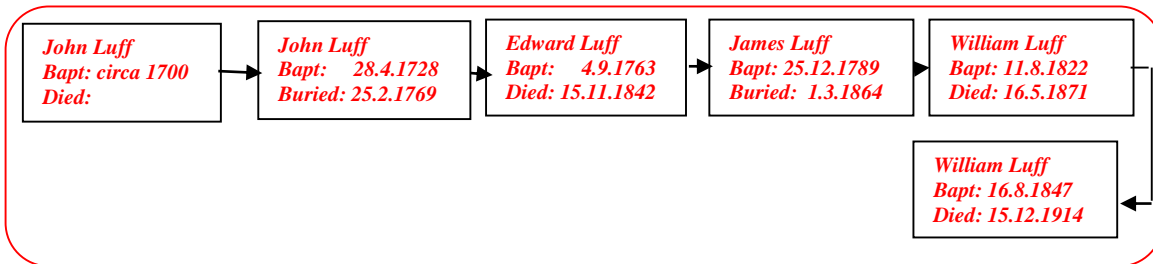 John Luff
Bapt: circa 1700
Died:
John Luff
Bapt: 28.4.1728
Buried: 25.2.1769
Edward Luff
Bapt: 4.9.1763
Died: 15.11.1842
James Luff
Bapt: 25.12.1789
Buried: 1.3.1864
William Luff
Bapt: 11.8.1822
Died: 16.5.1871
William Luff
Bapt: 16.8.1847
Died: 15.12.1914